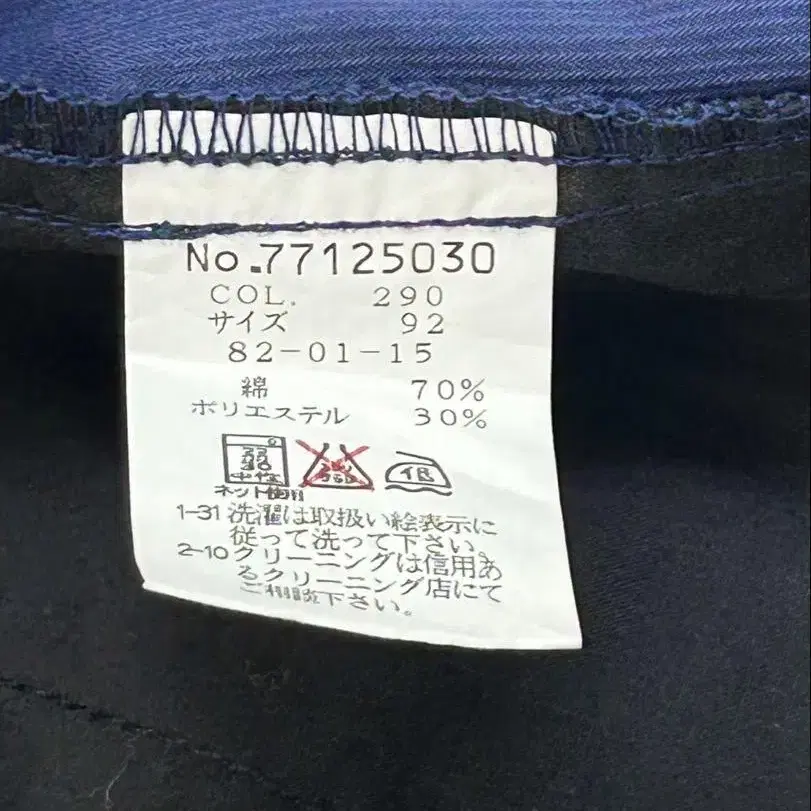 No.77125030
COL. 290
サイズ 92
82-01-15
綿 70%
ポリエステル 30%
中性
ネット使用
1-31 洗濯は取扱い絵表示に
従って洗って下さい。
2-10 クリーニングは信用あ
るクリーニング店にて
ご相談下さい。